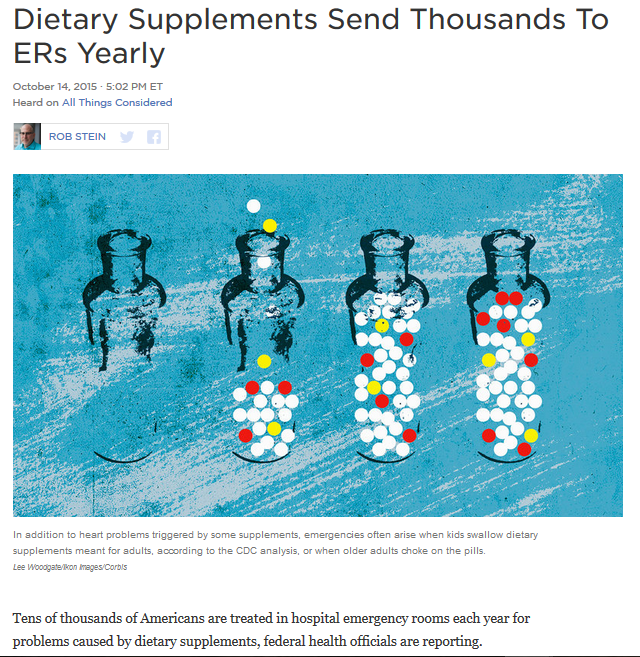 Dietary Supplements Send Thousands To
ERs Yearly
October 14, 2015 · 5:02 PM ET
Heard on All Things Considered
ROB STEIN
In addition to heart problems triggered by some supplements, emergencies often arise when kids swallow dietary
supplements meant for adults, according to the CDC analysis, or when older adults choke on the pills.
Lee Woodgate/Ikon Images/Corbis
Tens of thousands of Americans are treated in hospital emergency rooms each year for
problems caused by dietary supplements, federal health officials are reporting.